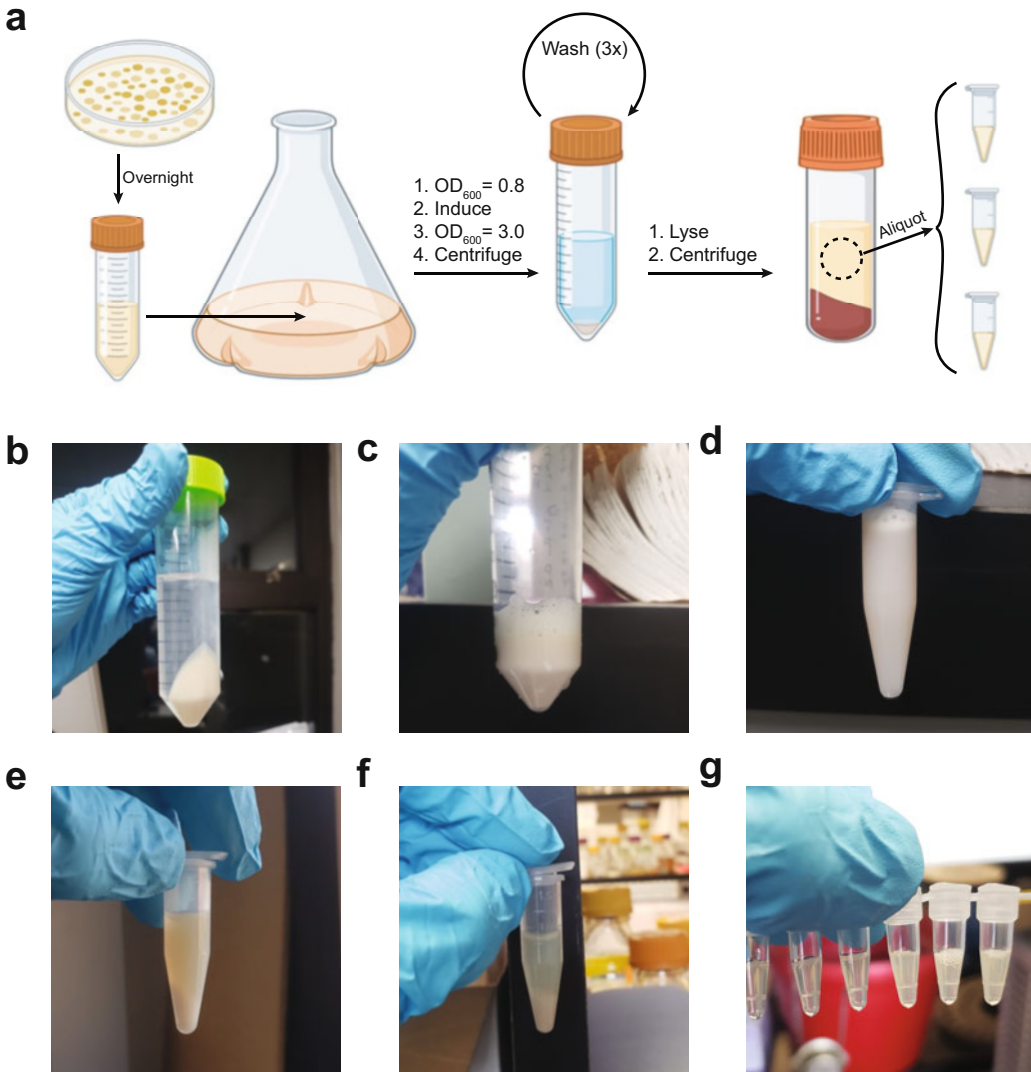 a
Wash (3x)
Overnight
1. OD600 = 0.8
2. Induce
3. OD600 = 3.0
4. Centrifuge
1. Lyse
2. Centrifuge
Aliquot
b
c
d
e
f
g